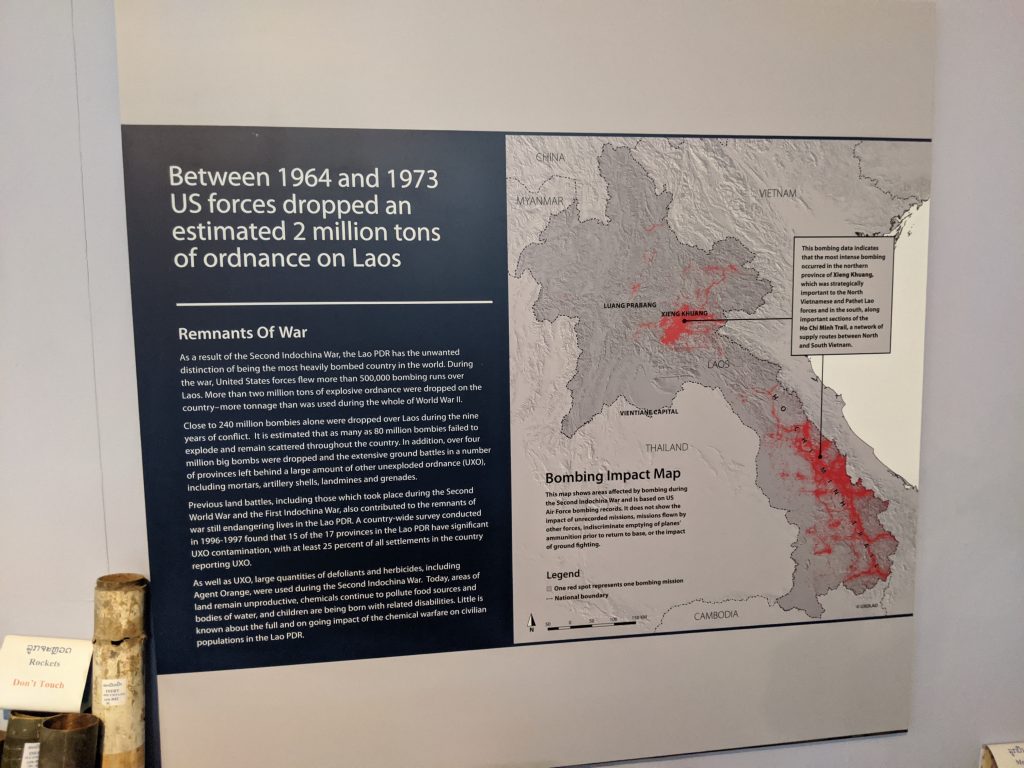 Between 1964 and 1973
US forces dropped an
estimated 2 million tons
of ordnance on Laos
Remnants Of War
As a result of the Second Indochina War, the Lao PDR has the unwanted
distinction of being the most heavily bombed country in the world. During
the war, United States forces flew more than 500,000 bombing runs over
Laos. More than two million tons of explosive ordnance were dropped on the
country–more tonnage than was used during the whole of World War II.
Close to 240 million bombies alone were dropped over Laos during the nine
years of conflict. It is estimated that as many as 80 million bombies failed to
explode and remain scattered throughout the country. In addition, over four
million big bombs were dropped and the extensive ground battles in a number
of provinces left behind a large amount of other unexploded ordnance (UXO),
including mortars, artillery shells, landmines and grenades.
Previous land battles, including those which took place during the Second
World War and the First Indochina War, also contributed to the remnants of
war still endangering lives in the Lao PDR. A country-wide survey conducted
in 1996-1997 found that 15 of the 17 provinces in the Lao PDR have significant
UXO contamination, with at least 25 percent of all settlements in the country
reporting UXO.
As well as UXO, large quantities of defoliants and herbicides, including
Agent Orange, were used during the Second Indochina War. Today, areas of
land remain unproductive, chemicals continue to pollute food sources and
bodies of water, and children are being born with related disabilities. Little is
known about the full and on going impact of the chemical warfare on civilian
populations in the Lao PDR.
CHINA
MYANMAR
VIETNAM
LUANG PRABANG
XIENG KHUANG
LAOS
VIENTIANE CAPITAL
THAILAND
CAMBODIA
HO CHI MINH
This bombing data indicates
that the most intense bombing
occurred in the northern
province of Xieng Khuang,
which was strategically
important to the North
Vietnamese and Pathet Lao
forces and in the south, along
important sections of the
Ho Chi Minh Trail, a network of
supply routes between North
and South Vietnam.
Bombing Impact Map
This map shows areas affected by bombing during
the Second Indochina War and is based on US
Air Force bombing records. It does not show the
impact of unrecorded missions, missions flown by
other forces, indiscriminate emptying of planes'
ammunition prior to return to base, or the impact
of ground fighting.
Legend
One red spot represents one bombing mission
National boundary
N
50 0 50 100 150 KM
© UXOLAO
ລູກຈະຫຼວດ
Rockets
Don't Touch